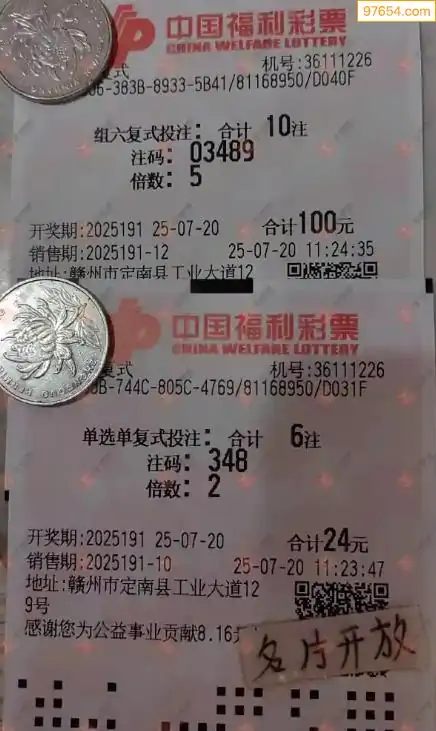 97654.com
中国福利彩票
CHINA WELFARE LOTTERY
复式 机号:36111226
06-383B-8933-5B41/81168950/D040F
组六复式投注: 合计 10注
注码: 03489
倍数: 5
开奖期:2025191 25-07-20 合计100元
销售期:2025191-12 25-07-20 11:24:35
地址:赣州市定南县工业大道12
中国福利彩票
CHINA WELFARE LOTTERY
复式 机号:36111226
0B-744C-805C-4769/81168950/D031F
单选单复式投注: 合计 6注
注码: 348
倍数: 2
开奖期:2025191 25-07-20 合计24元
销售期:2025191-10 25-07-20 11:23:47
地址:赣州市定南县工业大道12
9号
感谢您为公益事业贡献8.16元
名片开放